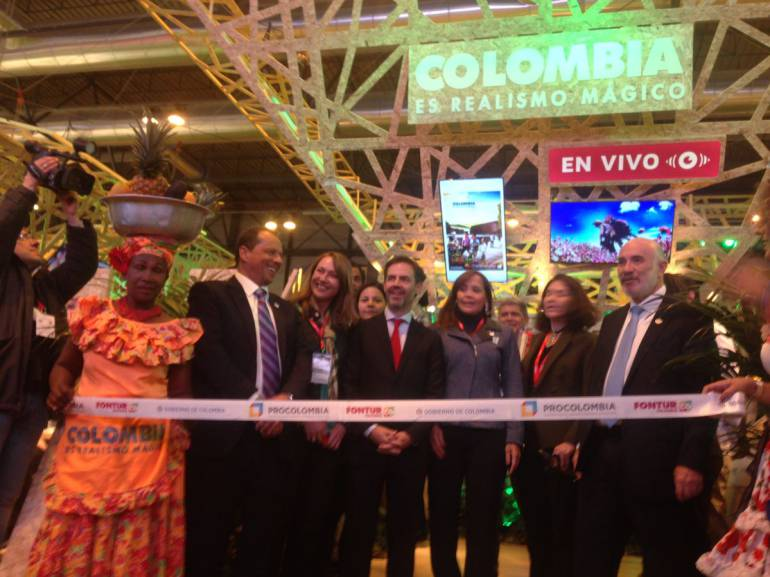 COLOMBIA
ES REALISMO MÁGICO
EN VIVO
COLOMBIA
FONTUR GOBIERNO DE COLOMBIA PROCOLOMBIA FONTUR GOBIERNO DE COLOMBIA PROCOLOMBIA FONTUR
COLOMBIA
ES REALISMO